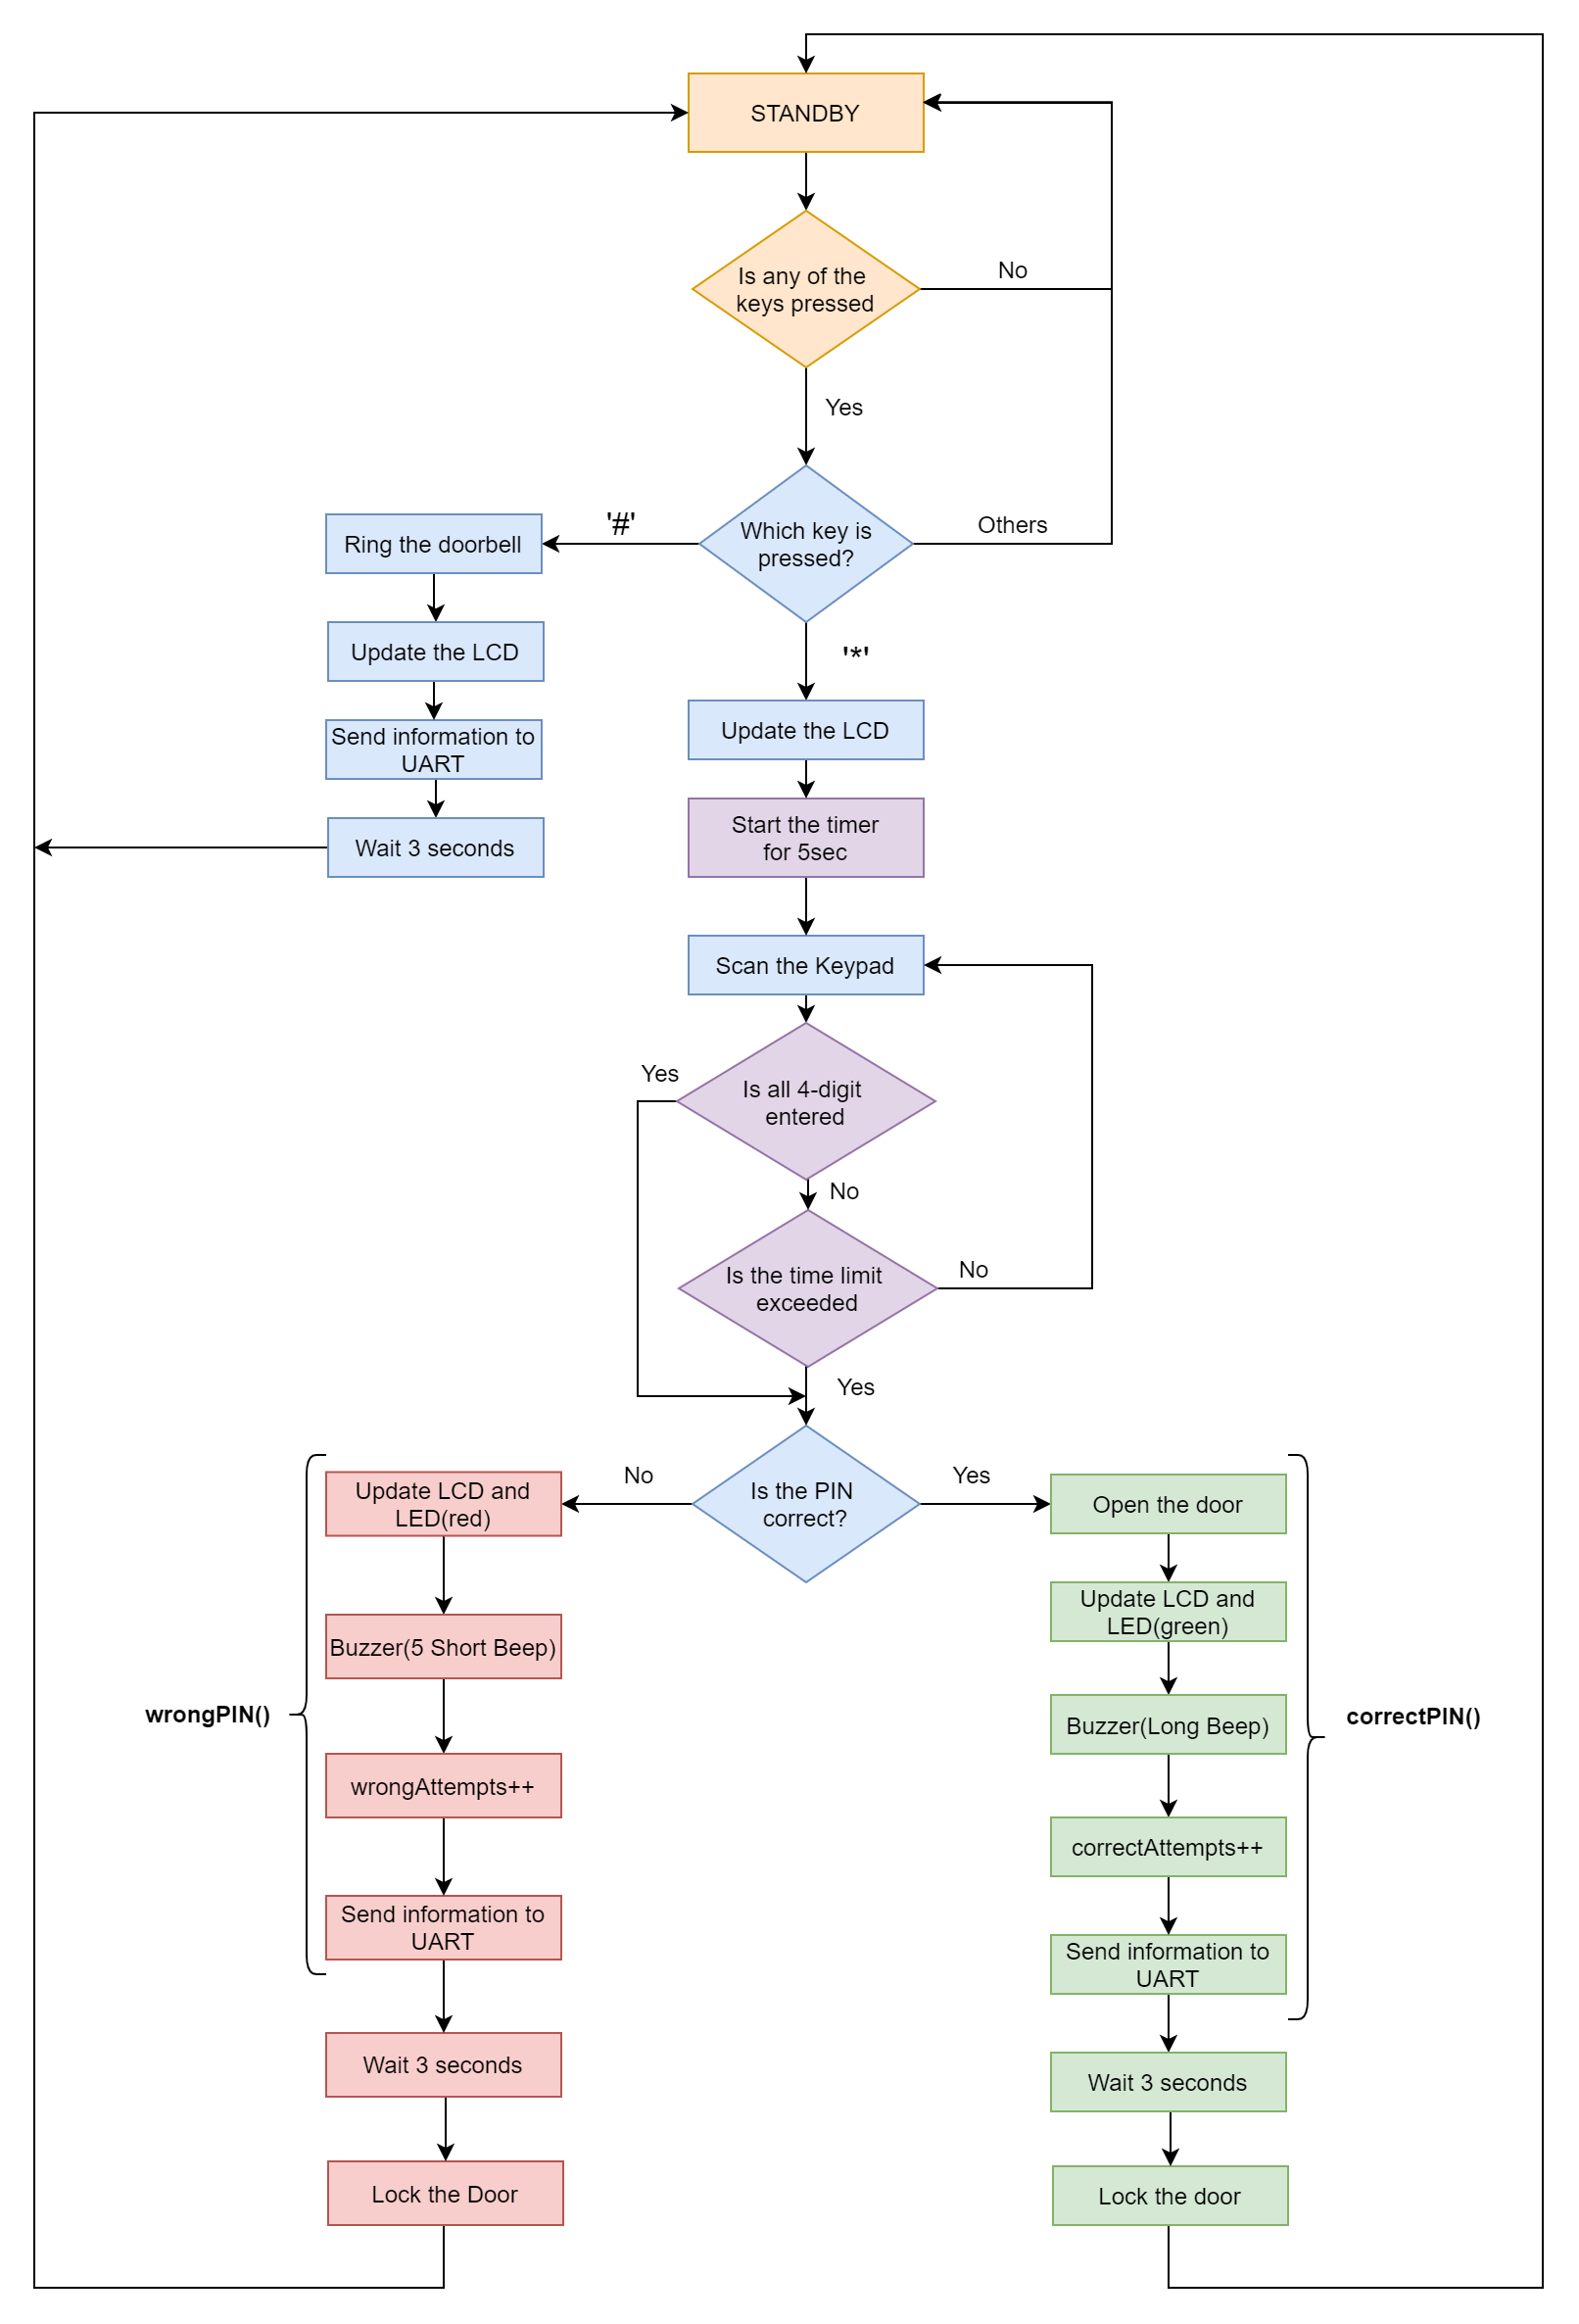 STANDBY
Is any of the
keys pressed
No
Yes
Which key is
pressed?
'#'
Others
Ring the doorbell
Update the LCD
Send information to
UART
Wait 3 seconds
'*'
Update the LCD
Start the timer
for 5sec
Scan the Keypad
Is all 4-digit
entered
Yes
No
Is the time limit
exceeded
No
Yes
Is the PIN
correct?
No
Yes
Update LCD and
LED(red)
Buzzer(5 Short Beep)
wrongAttempts++
Send information to
UART
wrongPIN()
Wait 3 seconds
Lock the Door
Open the door
Update LCD and
LED(green)
Buzzer(Long Beep)
correctAttempts++
Send information to
UART
correctPIN()
Wait 3 seconds
Lock the door